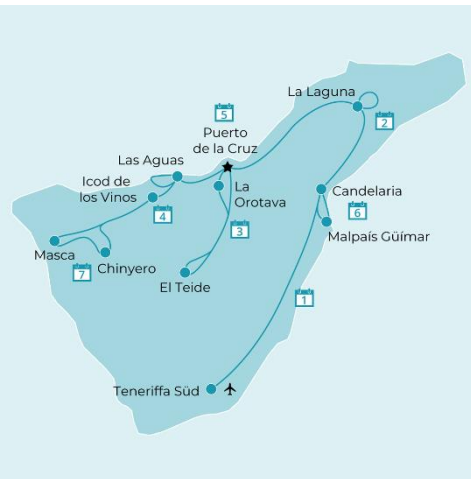 La Laguna
2
5
Puerto
de la Cruz
Las Aguas
Icod de
los Vinos
4
La
Orotava
3
Candelaria
6
Malpaís Güímar
Masca
7
Chinyero
El Teide
1
Teneriffa Süd